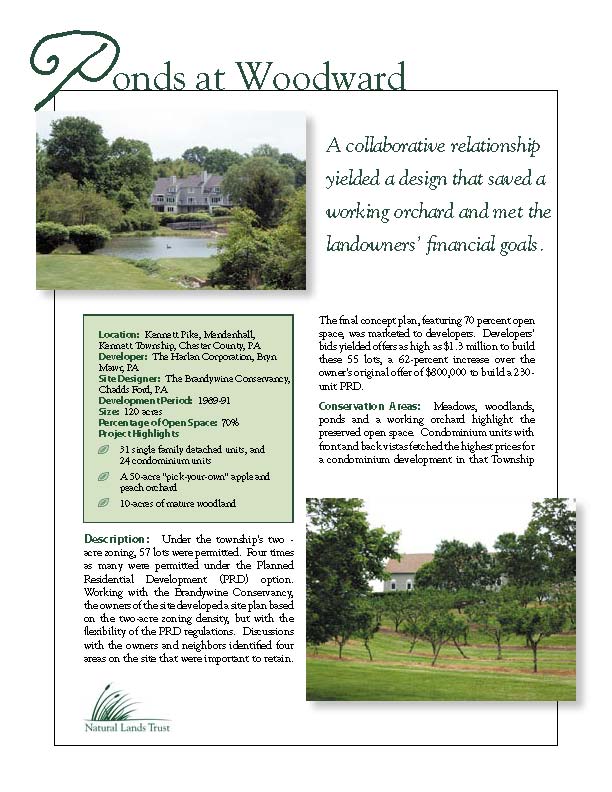 Ponds at Woodward
A collaborative relationship
yielded a design that saved a
working orchard and met the
landowners' financial goals.
Location: Kennett Pike, Mendenhall,
Kennett Township, Chester County, PA
Developer: The Harlan Corporation, Bryn
Mawr, PA
Site Designer: The Brandywine Conservancy,
Chadds Ford, PA
Development Period: 1989-91
Size: 120 acres
Percentage of Open Space: 70%
Project Highlights
31 single family detached units, and
24 condominium units
A 50-acre "pick-your-own" apple and
peach orchard
10-acres of mature woodland
Description: Under the township's two -
acre zoning, 57 lots were permitted. Four times
as many were permitted under the Planned
Residential Development (PRD) option.
Working with the Brandywine Conservancy,
the owners of the site developed a site plan based
on the two-acre zoning density, but with the
flexibility of the PRD regulations. Discussions
with the owners and neighbors identified four
areas on the site that were important to retain.
The final concept plan, featuring 70 percent open
space, was marketed to developers. Developers'
bids yielded offers as high as $1.3 million to build
these 55 lots, a 62-percent increase over the
owner's original offer of $800,000 to build a 230-
unit PRD.
Conservation Areas: Meadows, woodlands,
ponds and a working orchard highlight the
preserved open space. Condominium units with
front and back vistas fetched the highest prices for
a condominium development in that Township
Natural Lands Trust